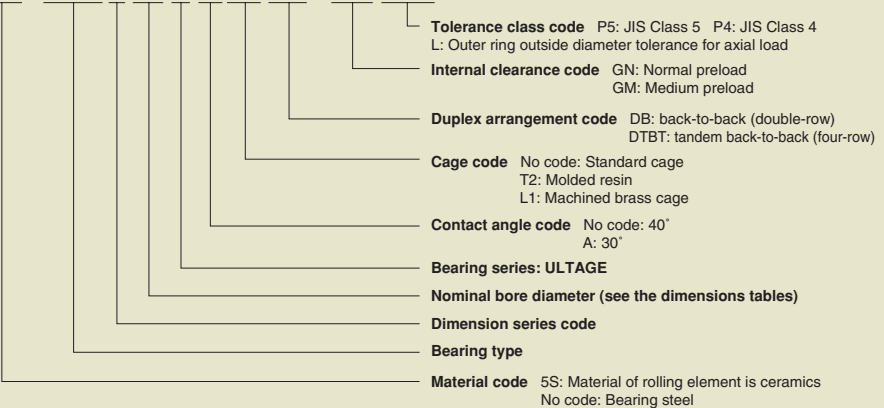 Tolerance class code P5: JIS Class 5 P4: JIS Class 4
L: Outer ring outside diameter tolerance for axial load
Internal clearance code GN: Normal preload
GM: Medium preload
Duplex arrangement code DB: back-to-back (double-row)
DTBT: tandem back-to-back (four-row)
Cage code No code: Standard cage
T2: Molded resin
L1: Machined brass cage
Contact angle code No code: 40˚
A: 30˚
Bearing series: ULTAGE
Nominal bore diameter (see the dimensions tables)
Dimension series code
Bearing type
Material code 5S: Material of rolling element is ceramics
No code: Bearing steel